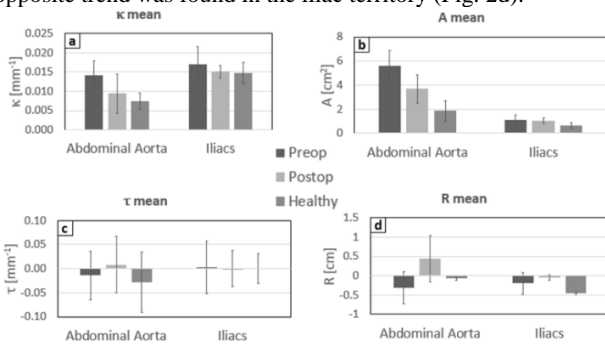 opposite trend was found in the iliac territory (Fig. 2d).
κ mean
A mean
0.025
0.020
0.015
0.010
0.005
0.000
κ [mm⁻¹]
a
Abdominal Aorta
Iliacs
8
6
4
2
0
A [cm²]
b
Abdominal Aorta
Iliacs
Preop
Postop
Healthy
τ mean
R mean
0.10
0.05
0.00
-0.05
-0.10
τ [mm⁻¹]
c
Abdominal Aorta
Iliacs
1.5
1
0.5
0
-0.5
-1
R [cm]
d
Abdominal Aorta
Iliacs